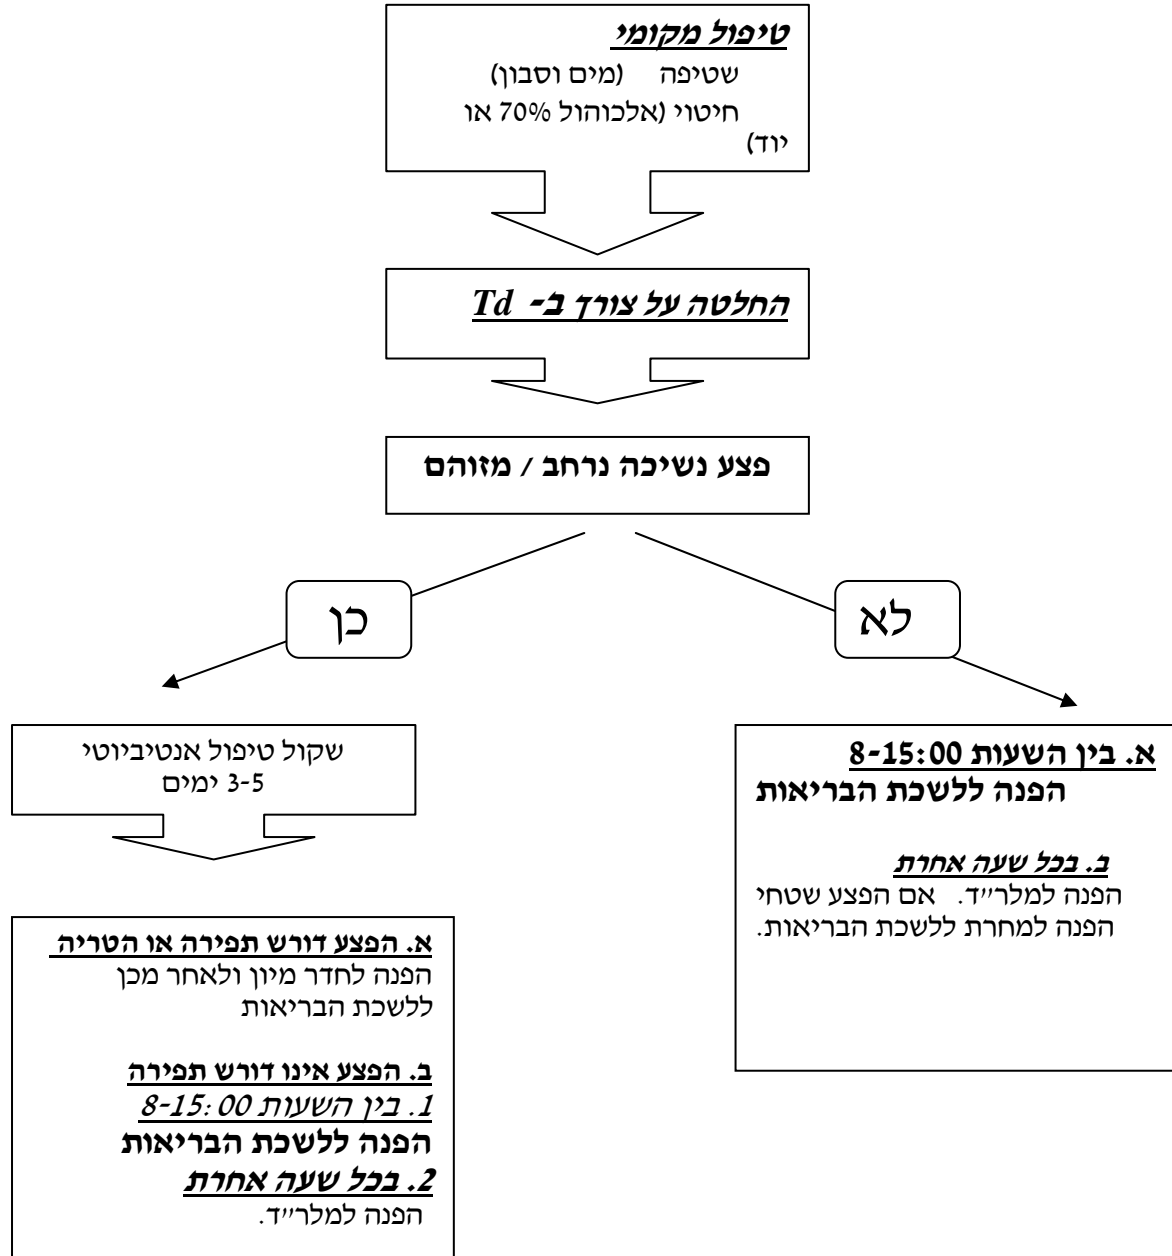 טיפול מקומי
שטיפה (מים וסבון)
חיטוי (אלכוהול 70% או
יוד)
החלטה על צורך ב- Td
פצע נשיכה נרחב / מזוהם
לא
כן
א. בין השעות 8-15:00
הפנה ללשכת הבריאות
ב. בכל שעה אחרת
הפנה למלר״ד. אם הפצע שטחי
הפנה למחרת ללשכת הבריאות.
שקול טיפול אנטיביוטי
3-5 ימים
א. הפצע דורש תפירה או הטריה
הפנה לחדר מיון ולאחר מכן
ללשכת הבריאות
ב. הפצע אינו דורש תפירה
1. בין השעות 8-15:00
הפנה ללשכת הבריאות
2. בכל שעה אחרת
הפנה למלר״ד.